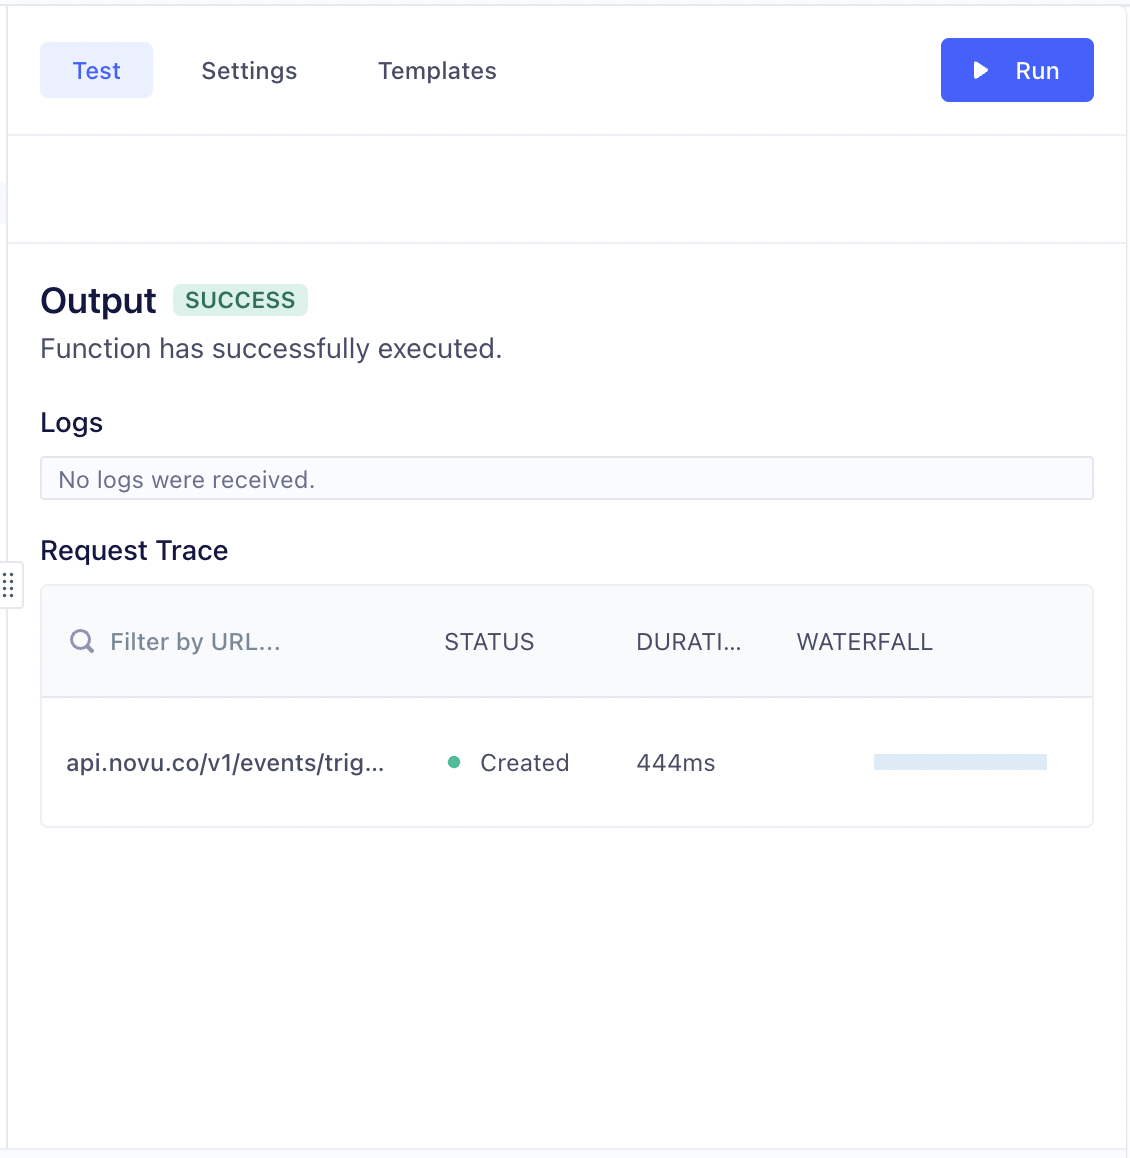 Test Settings Templates Run
Output SUCCESS
Function has successfully executed.
Logs
No logs were received.
Request Trace
Filter by URL... STATUS DURATI... WATERFALL
api.novu.co/v1/events/trig... Created 444ms